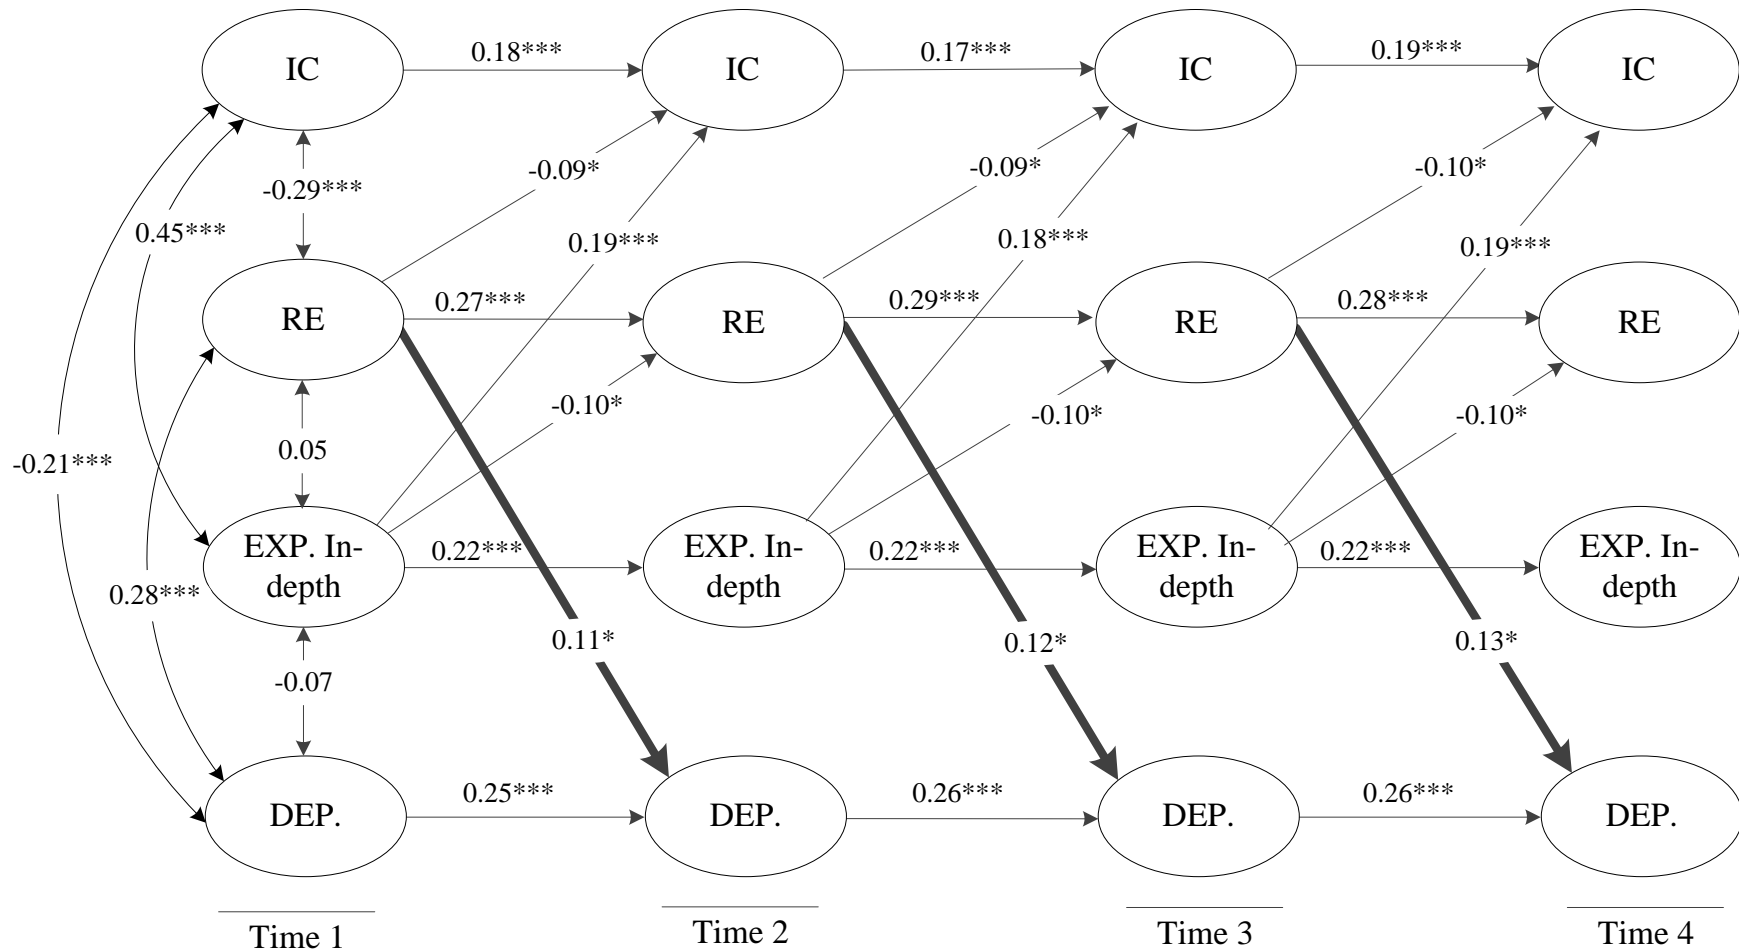 IC
0.18***
IC
0.17***
IC
0.19***
IC
-0.29***
-0.09*
-0.09*
-0.10*
0.45***
0.19***
0.18***
0.19***
RE
0.27***
RE
0.29***
RE
0.28***
RE
-0.10*
-0.10*
-0.10*
-0.21***
0.05
EXP. In-
depth
0.22***
EXP. In-
depth
0.22***
EXP. In-
depth
0.22***
EXP. In-
depth
0.28***
0.11*
0.12*
0.13*
-0.07
DEP.
0.25***
DEP.
0.26***
DEP.
0.26***
DEP.
Time 1
Time 2
Time 3
Time 4